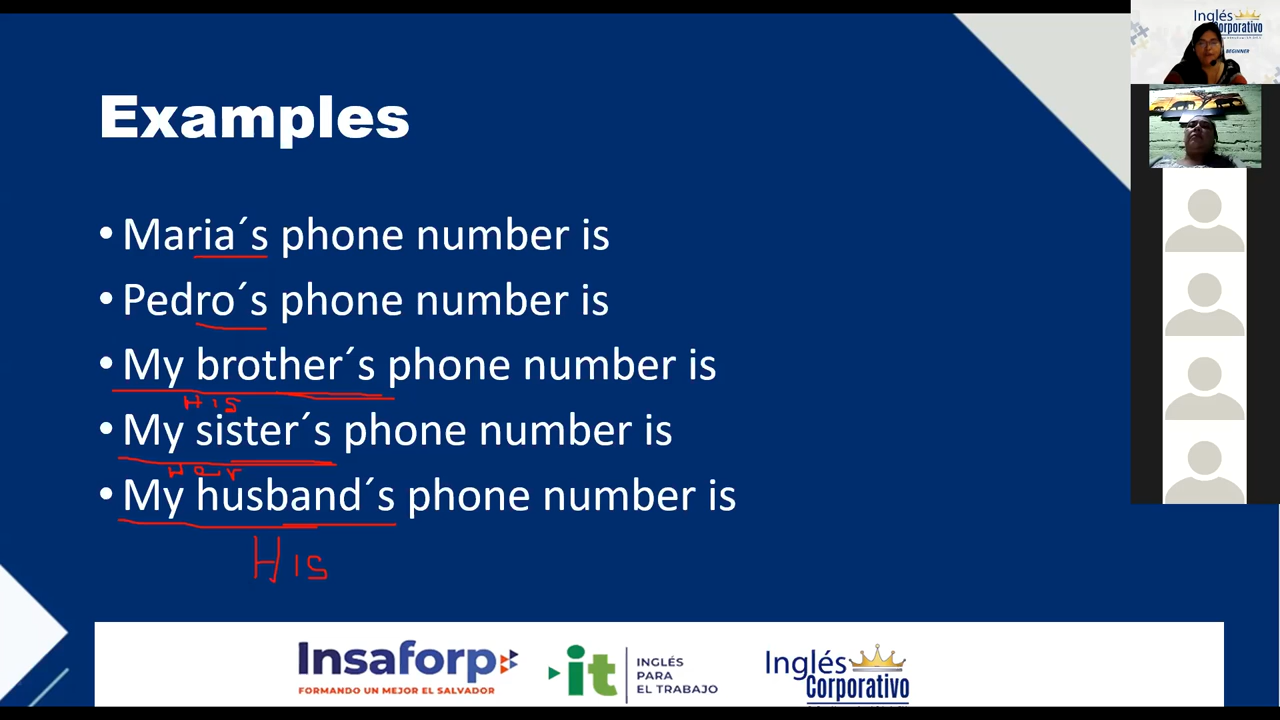 Inglés
Corporativo
BEGINNER
Examples
• Maria´s phone number is
• Pedro´s phone number is
• My brother´s phone number is
His
• My sister´s phone number is
Her
• My husband´s phone number is
His
Insaforp
FORMANDO UN MEJOR EL SALVADOR
it
INGLÉS
PARA
EL TRABAJO
Inglés
Corporativo